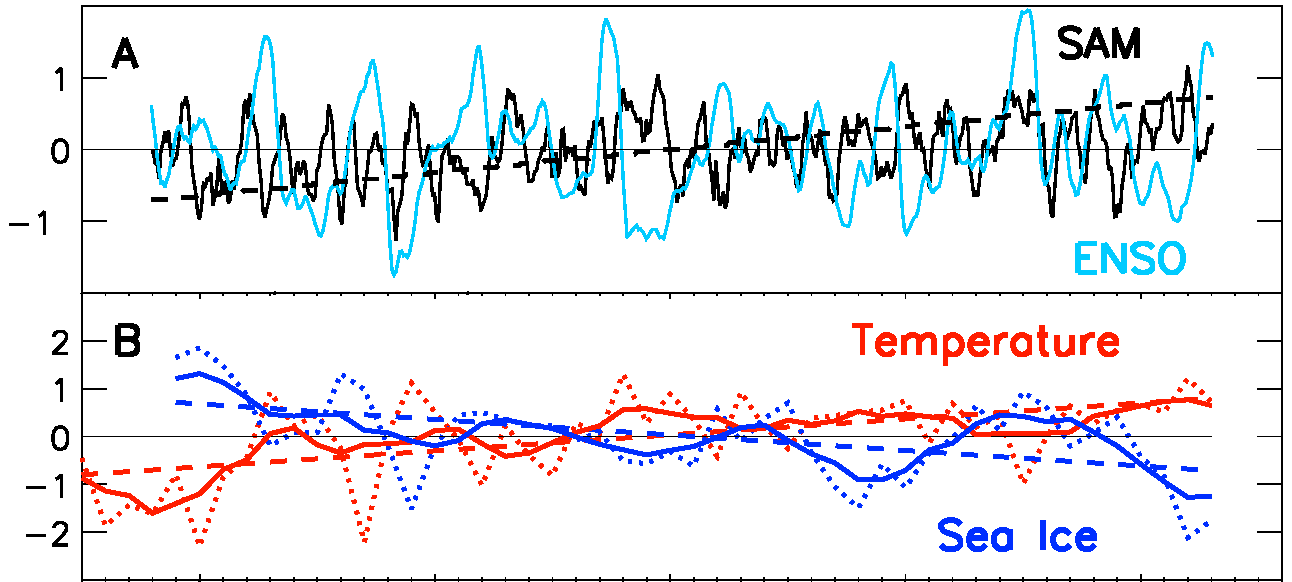 A
SAM
1
0
−1
ENSO
B
Temperature
2
1
0
−1
−2
Sea Ice